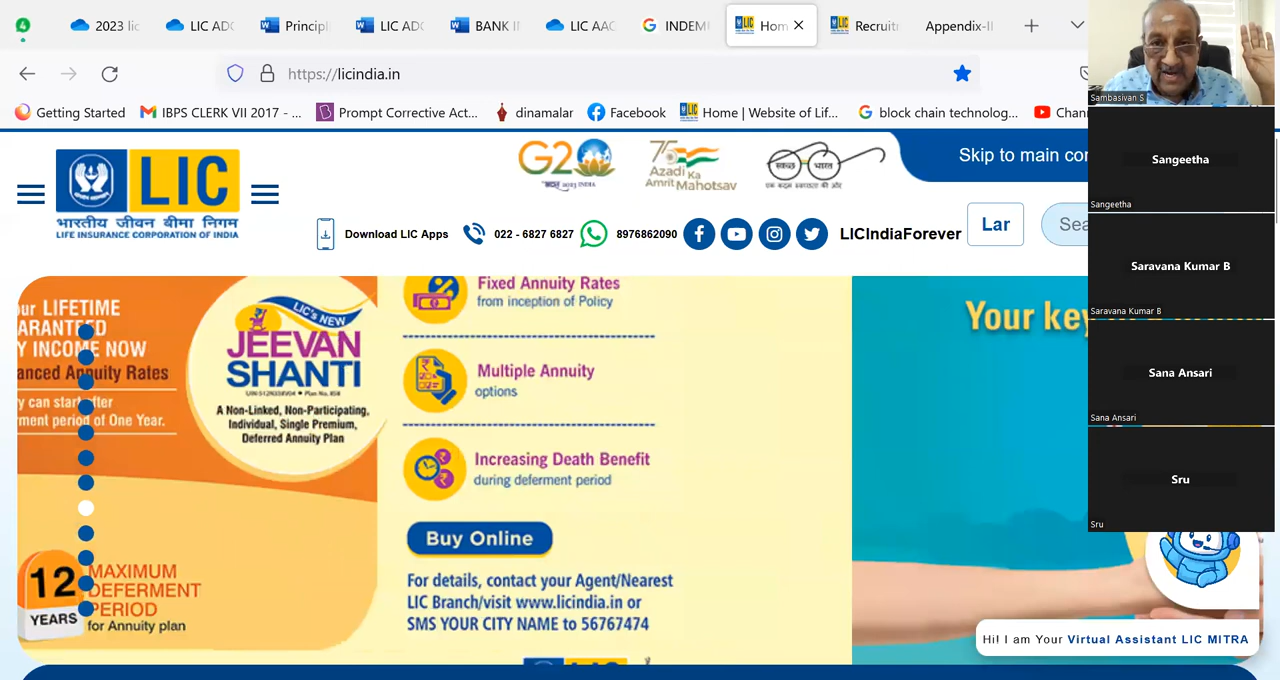 2023 lic
LIC ADO
Principl
LIC ADO
BANK I
LIC AAO
INDEM
Hom
Recruit
Appendix-I
https://licindia.in
Getting Started
IBPS CLERK VII 2017 - ...
Prompt Corrective Act...
dinamalar
Facebook
Home | Website of Lif...
block chain technolog...
Chan
LIC
भारतीय जीवन बीमा निगम
LIFE INSURANCE CORPORATION OF INDIA
G20
75
Azadi Ka
Amrit Mahotsav
स्वच्छ भारत
एक कदम स्वच्छता की ओर
Skip to main con
Download LIC Apps
022 - 6827 6827
8976862090
LICIndiaForever
Lar
Sea
our LIFETIME
ARANTEED
Y INCOME NOW
anced Annuity Rates
y can start after
ment period of One Year.
LIC's NEW
JEEVAN
SHANTI
A Non-Linked, Non-Participating,
Individual, Single Premium,
Deferred Annuity Plan
12
YEARS
MAXIMUM
DEFERMENT
PERIOD
for Annuity plan
Fixed Annuity Rates
from inception of Policy
Multiple Annuity
options
Increasing Death Benefit
during deferment period
Buy Online
For details, contact your Agent/Nearest
LIC Branch/visit www.licindia.in or
SMS YOUR CITY NAME to 56767474
Your key
Sambasivan S
Sangeetha
Sangeetha
Saravana Kumar B
Saravana Kumar B
Sana Ansari
Sana Ansari
Sru
Sru
Hi! I am Your Virtual Assistant LIC MITRA